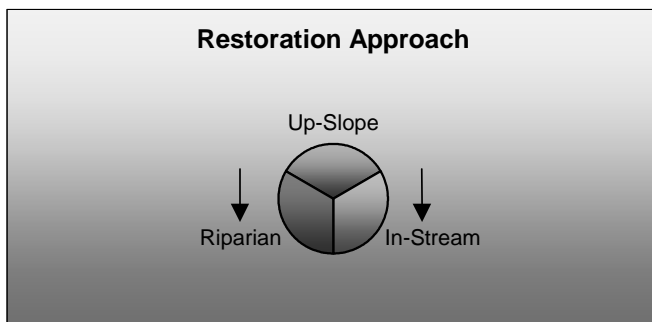 Restoration Approach
Up-Slope
Riparian
In-Stream